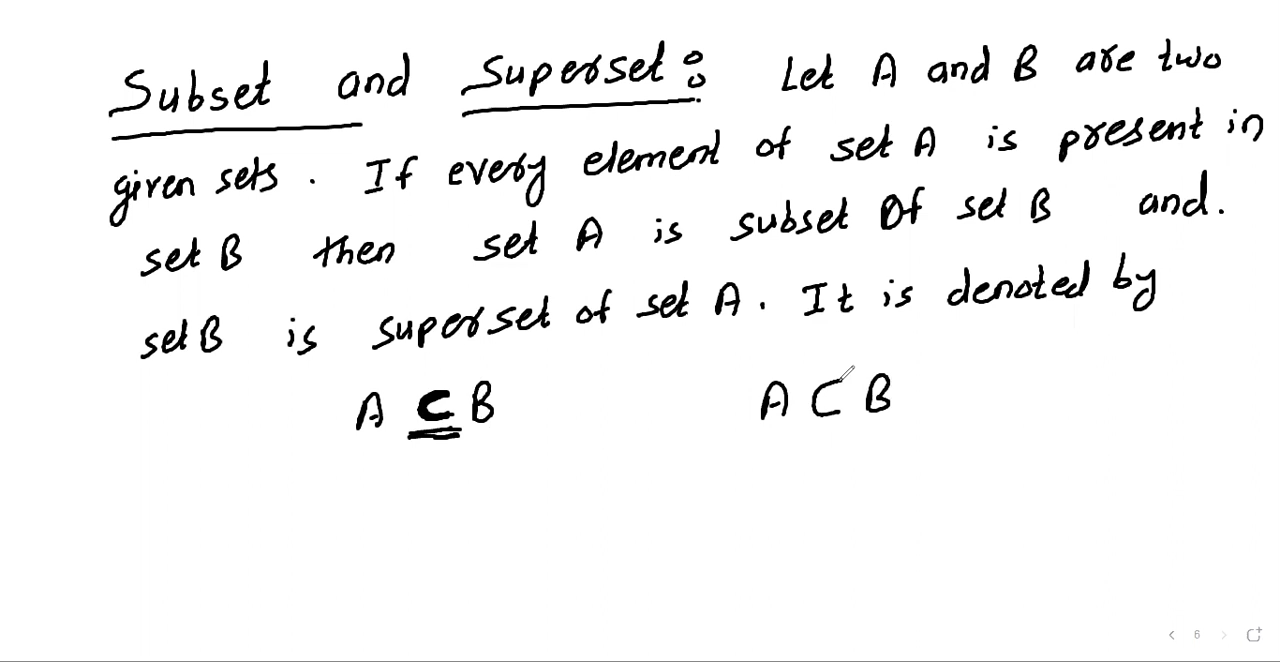 Subset and Superset : Let A and B are two
given sets. If every element of set A is present in
set B then set A is subset of set B and.
set B is superset of set A. It is denoted by
A ⊆ B A ⊂ B
6